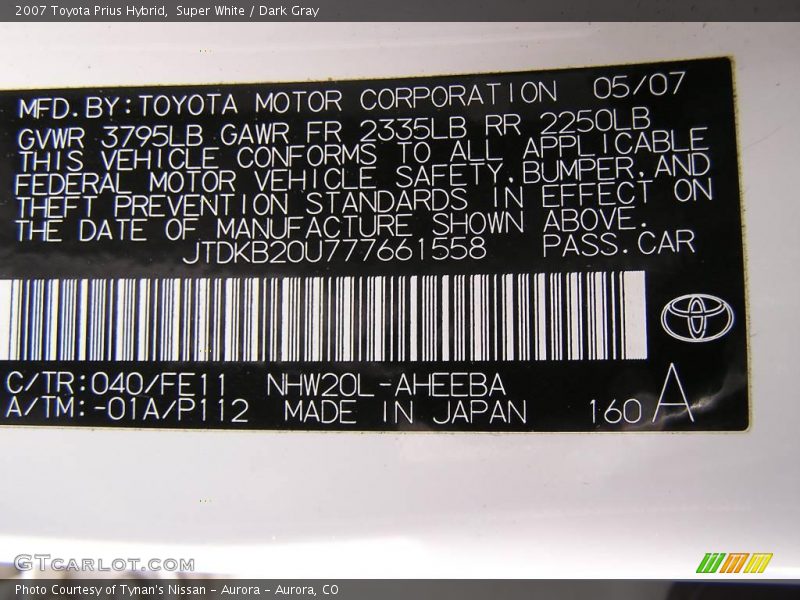 2007 Toyota Prius Hybrid, Super White / Dark Gray
MFD.BY:TOYOTA MOTOR CORPORATION 05/07
GVWR 3795LB GAWR FR 2335LB RR 2250LB
THIS VEHICLE CONFORMS TO ALL APPLICABLE
FEDERAL MOTOR VEHICLE SAFETY,BUMPER,AND
THEFT PREVENTION STANDARDS IN EFFECT ON
THE DATE OF MANUFACTURE SHOWN ABOVE.
JTDKB20U777661558 PASS.CAR
C/TR:040/FE11 NHW20L-AHEEBA
A/TM:-01A/P112 MADE IN JAPAN 160 A
GTCARLOT.COM
Photo Courtesy of Tynan's Nissan - Aurora - Aurora, CO